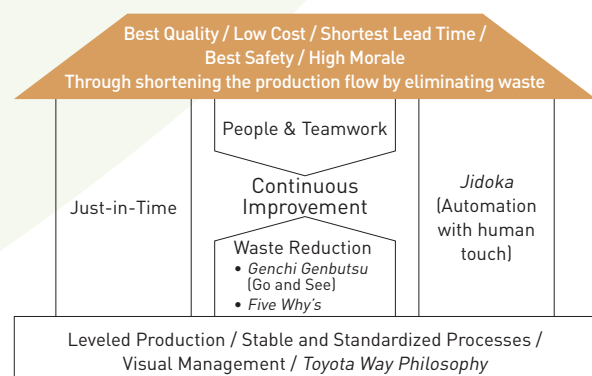 Best Quality / Low Cost / Shortest Lead Time /
Best Safety / High Morale
Through shortening the production flow by eliminating waste
Just-in-Time
People & Teamwork
Continuous
Improvement
Waste Reduction
• Genchi Genbutsu
(Go and See)
• Five Why's
Jidoka
(Automation
with human
touch)
Leveled Production / Stable and Standardized Processes /
Visual Management / Toyota Way Philosophy